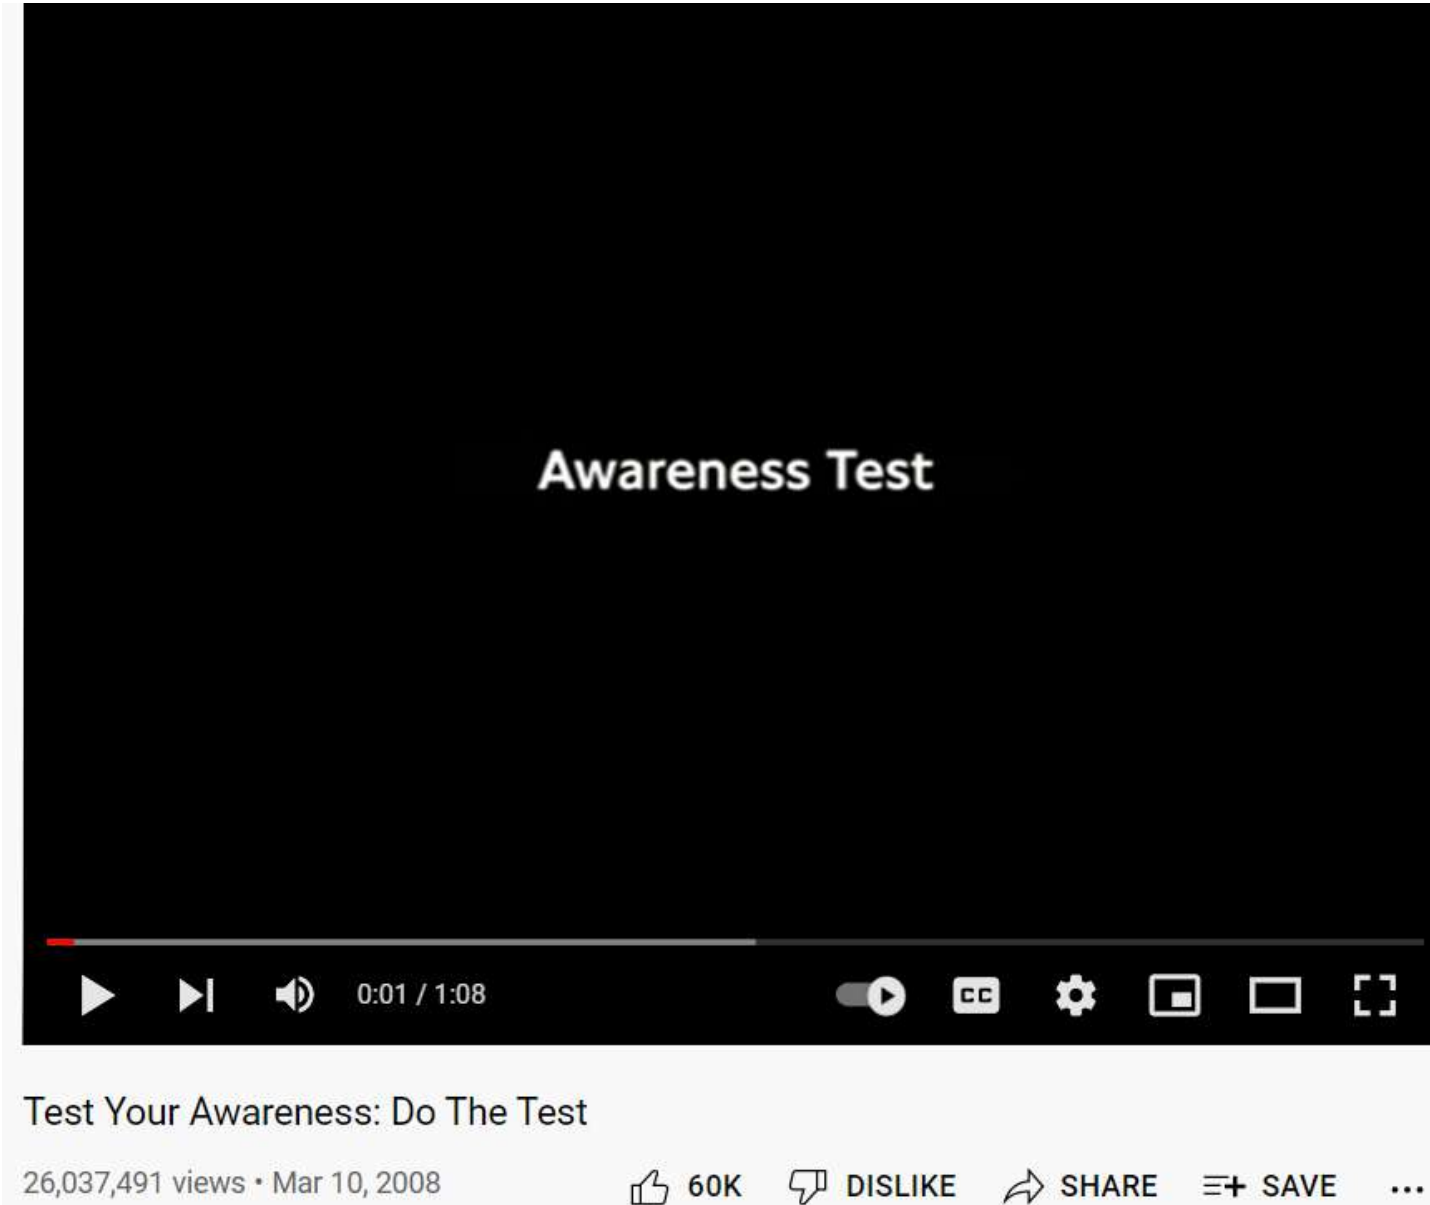 Awareness Test
0:01 / 1:08
CC
Test Your Awareness: Do The Test
26,037,491 views • Mar 10, 2008 60K DISLIKE SHARE SAVE